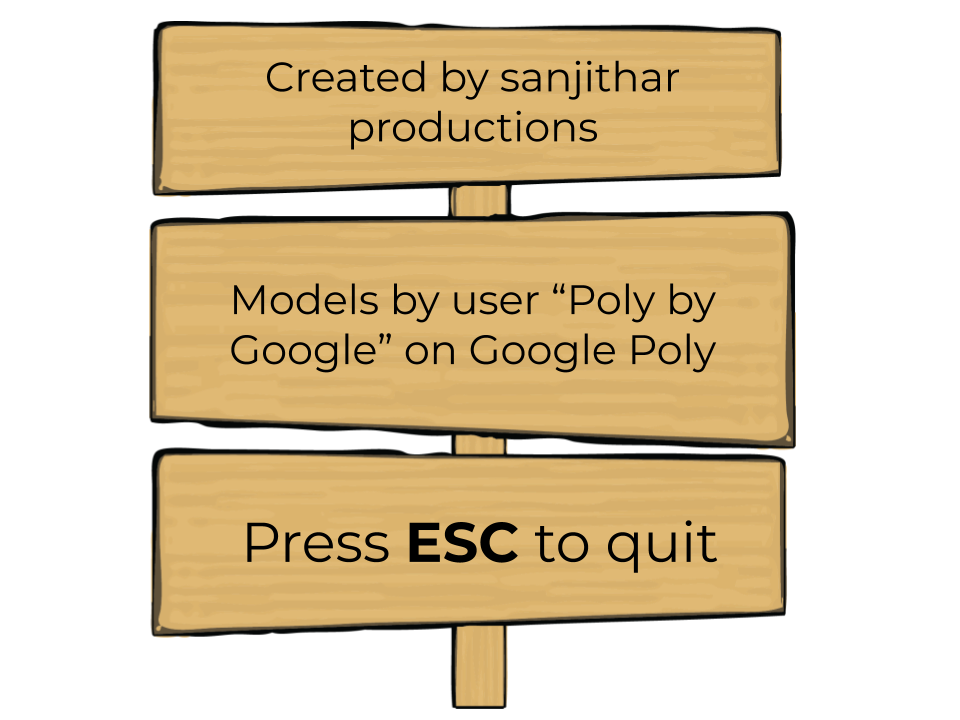 Created by sanjithar
productions
Models by user “Poly by
Google” on Google Poly
Press ESC to quit